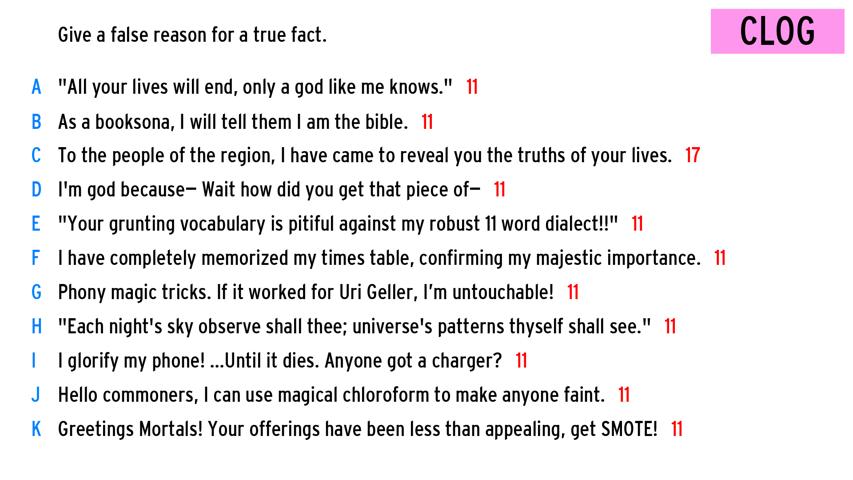 Give a false reason for a true fact.
CLOG
A "All your lives will end, only a god like me knows." 11
B As a booksona, I will tell them I am the bible. 11
C To the people of the region, I have came to reveal you the truths of your lives. 17
D I'm god because— Wait how did you get that piece of— 11
E "Your grunting vocabulary is pitiful against my robust 11 word dialect!!" 11
F I have completely memorized my times table, confirming my majestic importance. 11
G Phony magic tricks. If it worked for Uri Geller, I’m untouchable! 11
H "Each night's sky observe shall thee; universe's patterns thyself shall see." 11
I I glorify my phone! ...Until it dies. Anyone got a charger? 11
J Hello commoners, I can use magical chloroform to make anyone faint. 11
K Greetings Mortals! Your offerings have been less than appealing, get SMOTE! 11